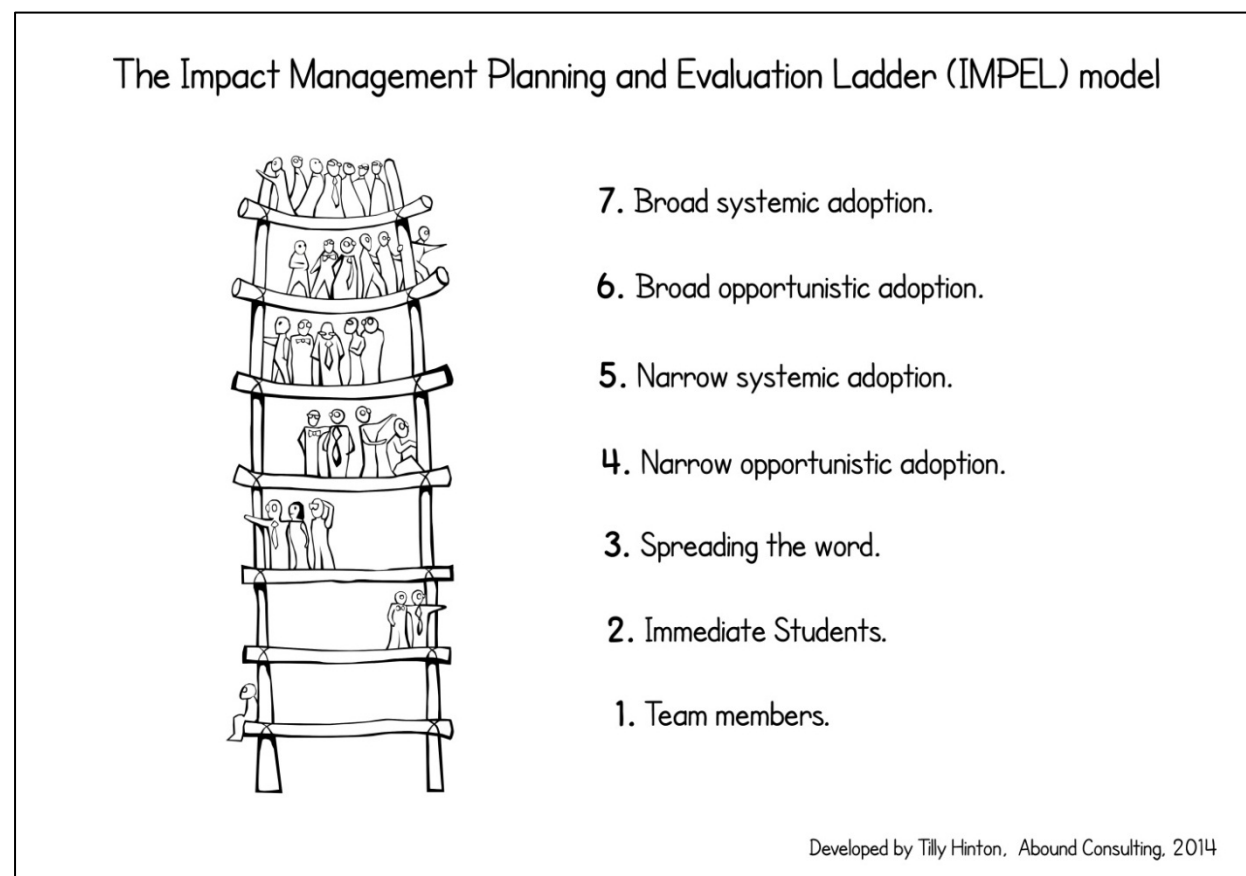 The Impact Management Planning and Evaluation Ladder (IMPEL) model
7. Broad systemic adoption.
6. Broad opportunistic adoption.
5. Narrow systemic adoption.
4. Narrow opportunistic adoption.
3. Spreading the word.
2. Immediate Students.
1. Team members.
Developed by Tilly Hinton, Abound Consulting, 2014